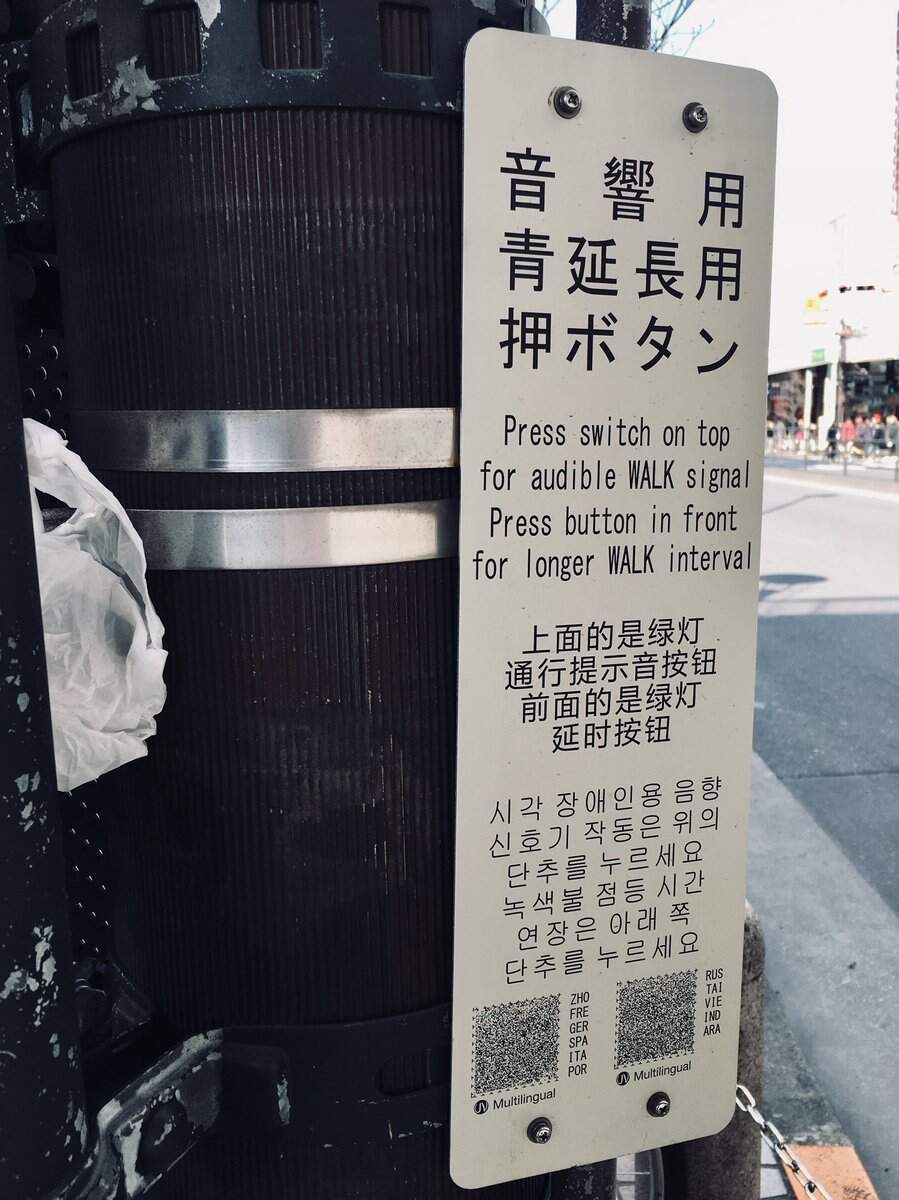 音響用
青延長用
押ボタン
Press switch on top
for audible WALK signal
Press button in front
for longer WALK interval
上面的是绿灯
通行提示音按钮
前面的是绿灯
延时按钮
시각 장애인용 음향
신호기 작동은 위의
단추를 누르세요
녹색불 점등 시간
연장은 아래 쪽
단추를 누르세요
ZHO
FRE
GER
SPA
ITA
POR
JV Multilingual
RUS
TAI
VIE
IND
ARA
JV Multilingual